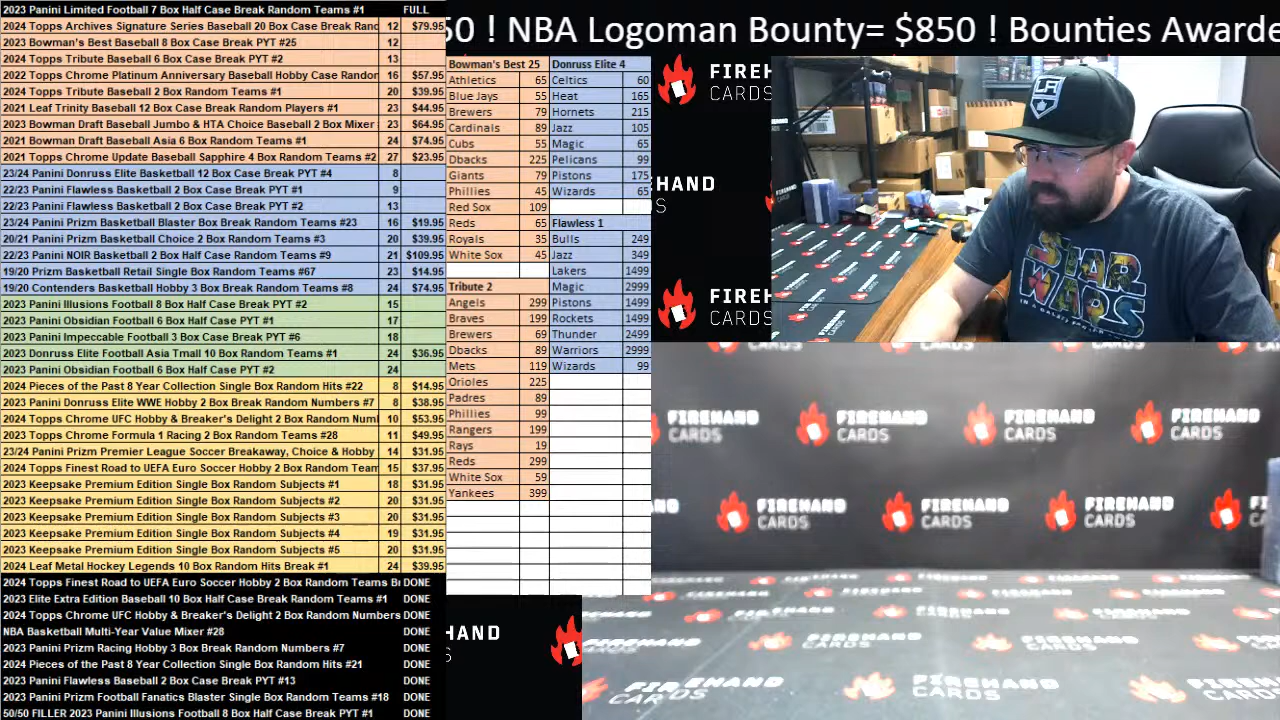 2023 Panini Limited Football 7 Box Half Case Break Random Teams #1 FULL
2024 Topps Archives Signature Series Baseball 20 Box Case Break Rand 12 $79.95
2023 Bowman's Best Baseball 8 Box Case Break PYT #25 12
2024 Topps Tribute Baseball 6 Box Case Break PYT #2 13
2022 Topps Chrome Platinum Anniversary Baseball Hobby Case Randor 16 $57.95
2024 Topps Tribute Baseball 2 Box Random Teams #1 20 $39.95
2021 Leaf Trinity Baseball 12 Box Case Break Random Players #1 23 $44.95
2023 Bowman Draft Baseball Jumbo & HTA Choice Baseball 2 Box Mixer 23 $64.95
2021 Bowman Draft Baseball Asia 6 Box Random Teams #1 24 $74.95
2021 Topps Chrome Update Baseball Sapphire 4 Box Random Teams #2 27 $23.95
23/24 Panini Donruss Elite Basketball 12 Box Case Break PYT #4 8
22/23 Panini Flawless Basketball 2 Box Case Break PYT #1 9
22/23 Panini Flawless Basketball 2 Box Case Break PYT #2 13
23/24 Panini Prizm Basketball Blaster Box Break Random Teams #23 16 $19.95
20/21 Panini Prizm Basketball Choice 2 Box Random Teams #3 20 $39.95
22/23 Panini NOIR Basketball 2 Box Half Case Random Teams #9 21 $109.95
19/20 Prizm Basketball Retail Single Box Random Teams #67 23 $14.95
19/20 Contenders Basketball Hobby 3 Box Random Teams #8 24 $74.95
2023 Panini Illusions Football 8 Box Half Case Break PYT #2 15
2023 Panini Obsidian Football 6 Box Half Case PYT #1 17
2023 Panini Impeccable Football 3 Box Case Break PYT #6 18
2023 Donruss Elite Football Asia Tmall 10 Box Random Teams #1 24 $36.95
2023 Panini Obsidian Football 6 Box Half Case PYT #2 24
2024 Pieces of the Past 8 Year Collection Single Box Random Hits #22 8 $14.95
2023 Panini Donruss Elite WWE Hobby 2 Box Break Random Numbers #7 8 $38.95
2024 Topps Chrome UFC Hobby & Breaker's Delight 2 Box Random Numl 10 $53.95
2023 Topps Chrome Formula 1 Racing 2 Box Random Teams #28 11 $49.95
23/24 Panini Prizm Premier League Soccer Breakaway, Choice & Hobby 14 $31.95
2024 Topps Finest Road to UEFA Euro Soccer Hobby 2 Box Random Team 15 $37.95
2023 Keepsake Premium Edition Single Box Random Subjects #1 18 $31.95
2023 Keepsake Premium Edition Single Box Random Subjects #2 20 $31.95
2023 Keepsake Premium Edition Single Box Random Subjects #3 20 $31.95
2023 Keepsake Premium Edition Single Box Random Subjects #4 19 $31.95
2023 Keepsake Premium Edition Single Box Random Subjects #5 20 $31.95
2024 Leaf Metal Hockey Legends 10 Box Random Hits Break #1 24 $39.95
2024 Topps Finest Road to UEFA Euro Soccer Hobby 2 Box Random Teams Bi DONE
2023 Elite Extra Edition Baseball 10 Box Half Case Break Random Teams #1 DONE
2024 Topps Chrome UFC Hobby & Breaker's Delight 2 Box Random Numbers DONE
NBA Basketball Multi-Year Value Mixer #28 DONE
2023 Panini Prizm Racing Hobby 3 Box Break Random Numbers #7 DONE
2024 Pieces of the Past 8 Year Collection Single Box Random Hits #21 DONE
2023 Panini Flawless Basketball 2 Box Case Break PYT #13 DONE
2023 Panini Prizm Football Fanatics Blaster Single Box Random Teams #18 DONE
50/50 FILLER 2023 Panini Illusions Football 8 Box Half Case Break PYT #1 DONE
50 ! NBA Logoman Bounty= $850 ! Bounties Awarde
Bowman's Best 25
Athletics 65
Blue Jays 55
Brewers 79
Cardinals 89
Cubs 55
Dbacks 225
Giants 79
Phillies 45
Red Sox 109
Reds 65
Royals 35
White Sox 45
Tribute 2
Angels 299
Braves 199
Brewers 69
Dbacks 89
Mets 119
Orioles 225
Padres 89
Phillies 99
Rangers 199
Rays 19
Reds 299
White Sox 59
Yankees 399
Donruss Elite 4
Celtics 60
Heat 165
Hornets 215
Jazz 105
Magic 65
Pelicans 99
Pistons 175
Wizards 65
Flawless 1
Bulls 249
Jazz 349
Lakers 1499
Magic 2999
Pistons 1499
Rockets 1499
Thunder 2499
Warriors 2999
Wizards 99
FIREH
CARDS
EHAND
S
FIREH
CARDS
HAND
S
LA
STAR
WARS
FIREHAND
CARDS
FIREHAND
CARDS
FIREHAND
CARDS
FIREHAND
CARDS
FIREHAND
CARDS
FIREHAND
CARDS
FIREHAND
CARDS
FIREHAND
CARDS
FIREHAND
CARDS